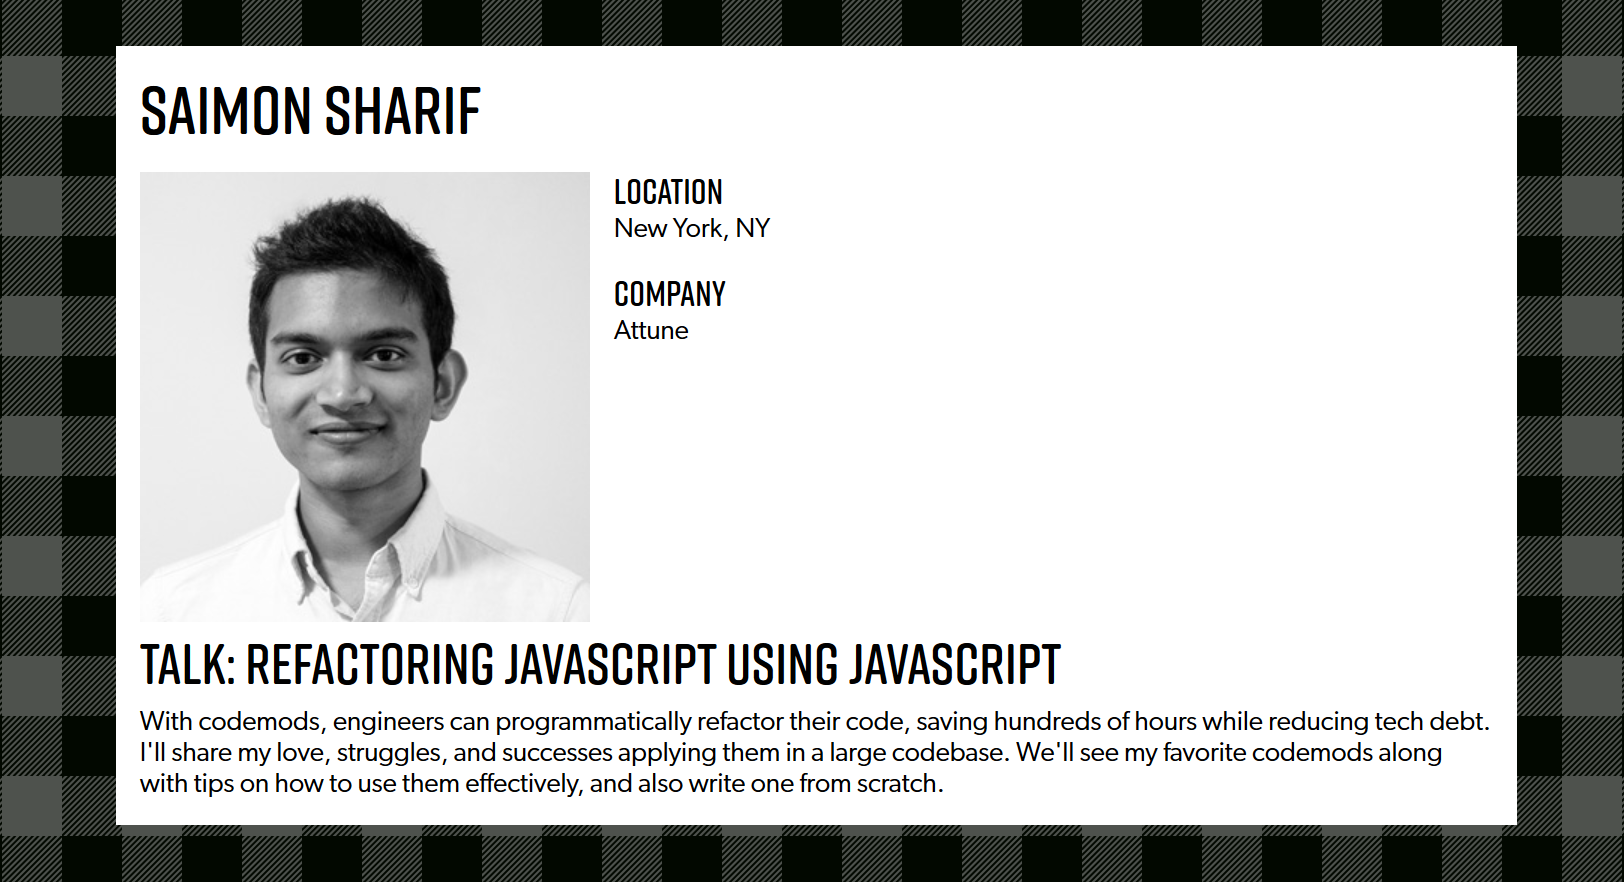 SAIMON SHARIF
LOCATION
New York, NY
COMPANY
Attune
TALK: REFACTORING JAVASCRIPT USING JAVASCRIPT
With codemods, engineers can programmatically refactor their code, saving hundreds of hours while reducing tech debt.
I'll share my love, struggles, and successes applying them in a large codebase. We'll see my favorite codemods along
with tips on how to use them effectively, and also write one from scratch.